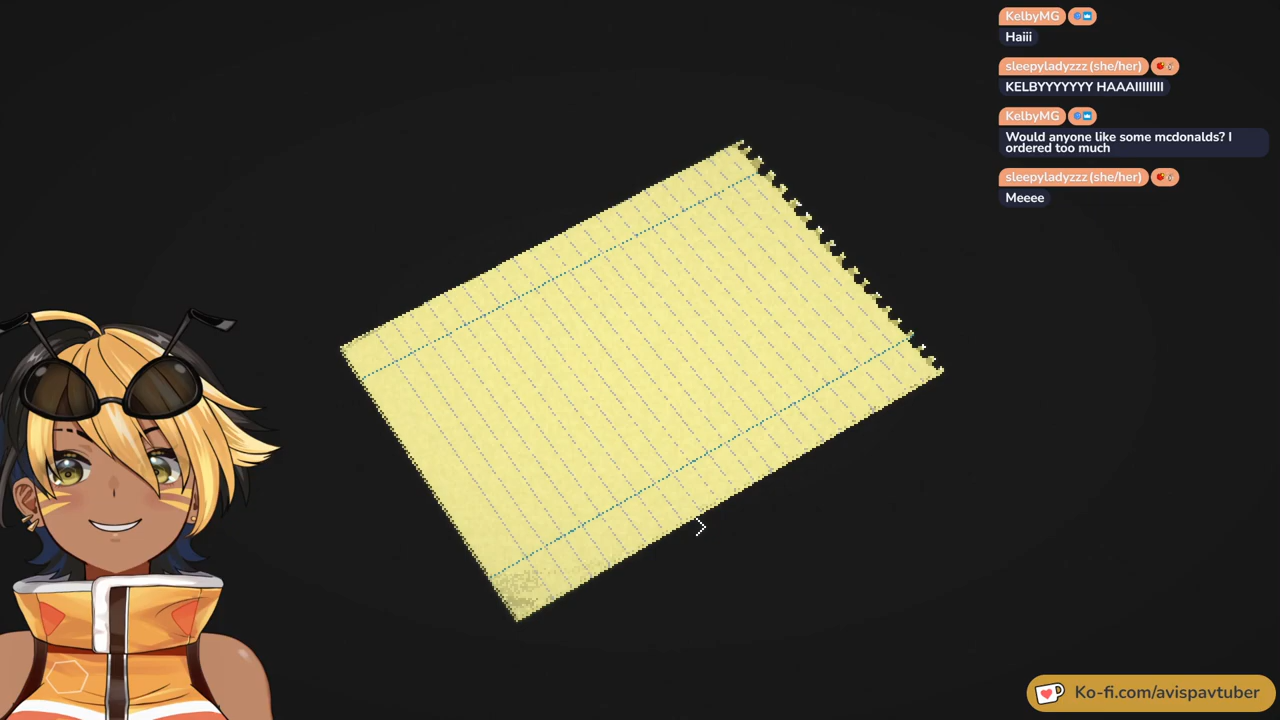 KelbyMG
Haiii
sleepyladyzzz (she/her)
KELBYYYYYYY HAAAIIIIIIII
KelbyMG
Would anyone like some mcdonalds? I
ordered too much
sleepyladyzzz (she/her)
Meeee
Ko-fi.com/avispavtuber